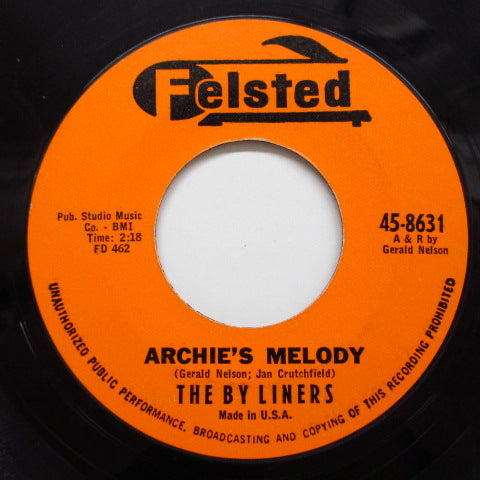 Felsted
Pub. Studio Music
Co. - BMI
Time: 2:18
FD 462
45-8631
A & R by
Gerald Nelson
ARCHIE'S MELODY
(Gerald Nelson; Jan Crutchfield)
THE BY LINERS
Made in U.S.A.
UNAUTHORIZED PUBLIC PERFORMANCE, BROADCASTING AND COPYING OF THIS RECORDING PROHIBITED